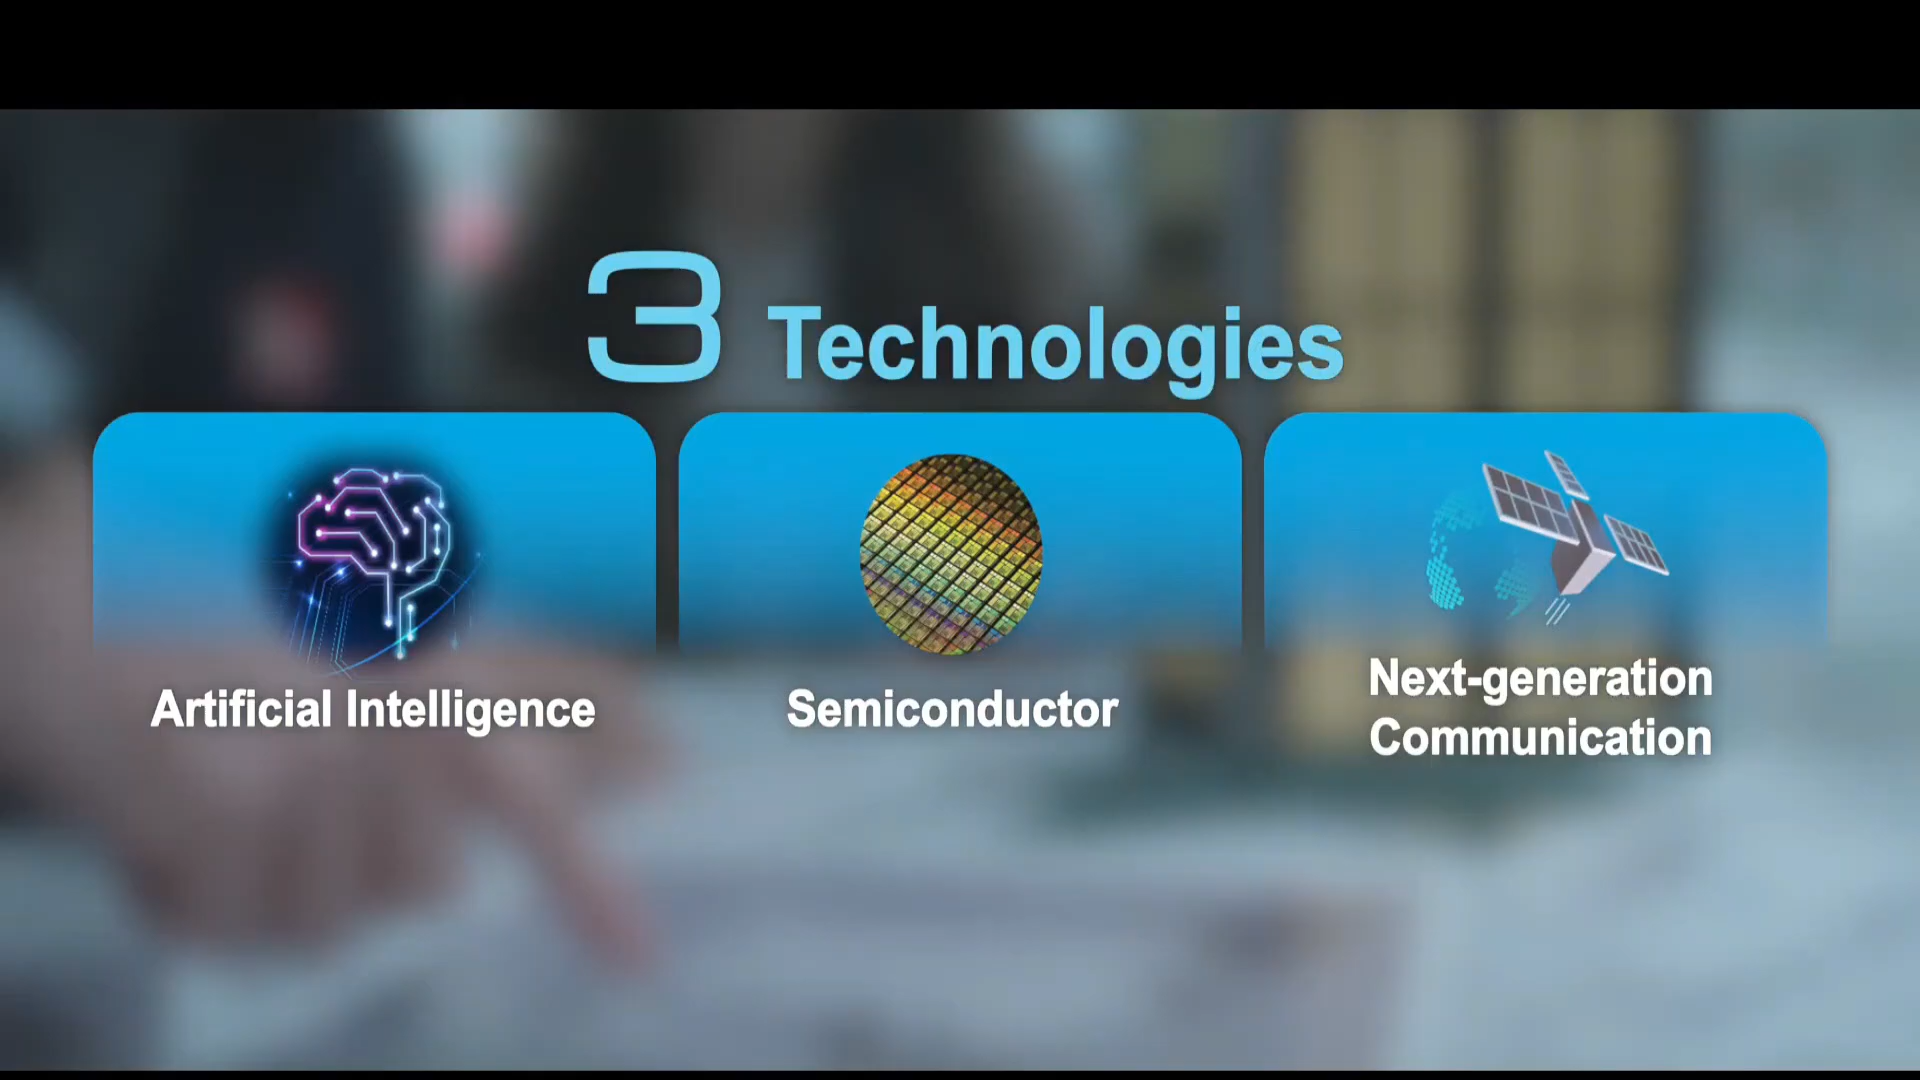 3 Technologies
Artificial Intelligence
Semiconductor
Next-generation
Communication